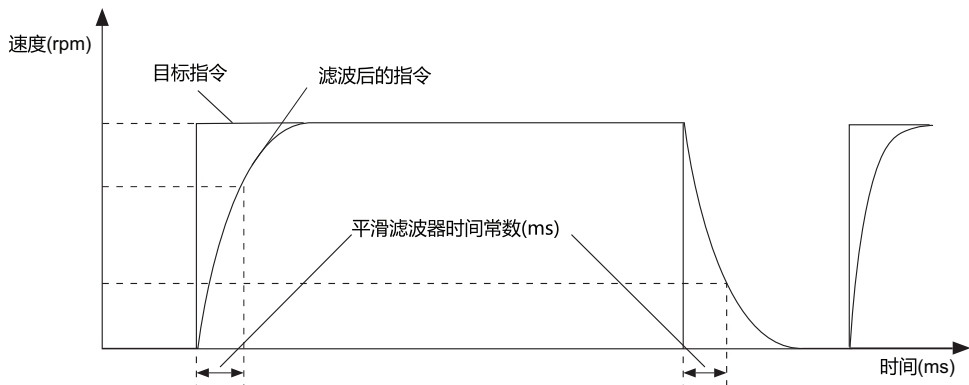 速度(rpm)
目标指令
滤波后的指令
平滑滤波器时间常数(ms)
时间(ms)